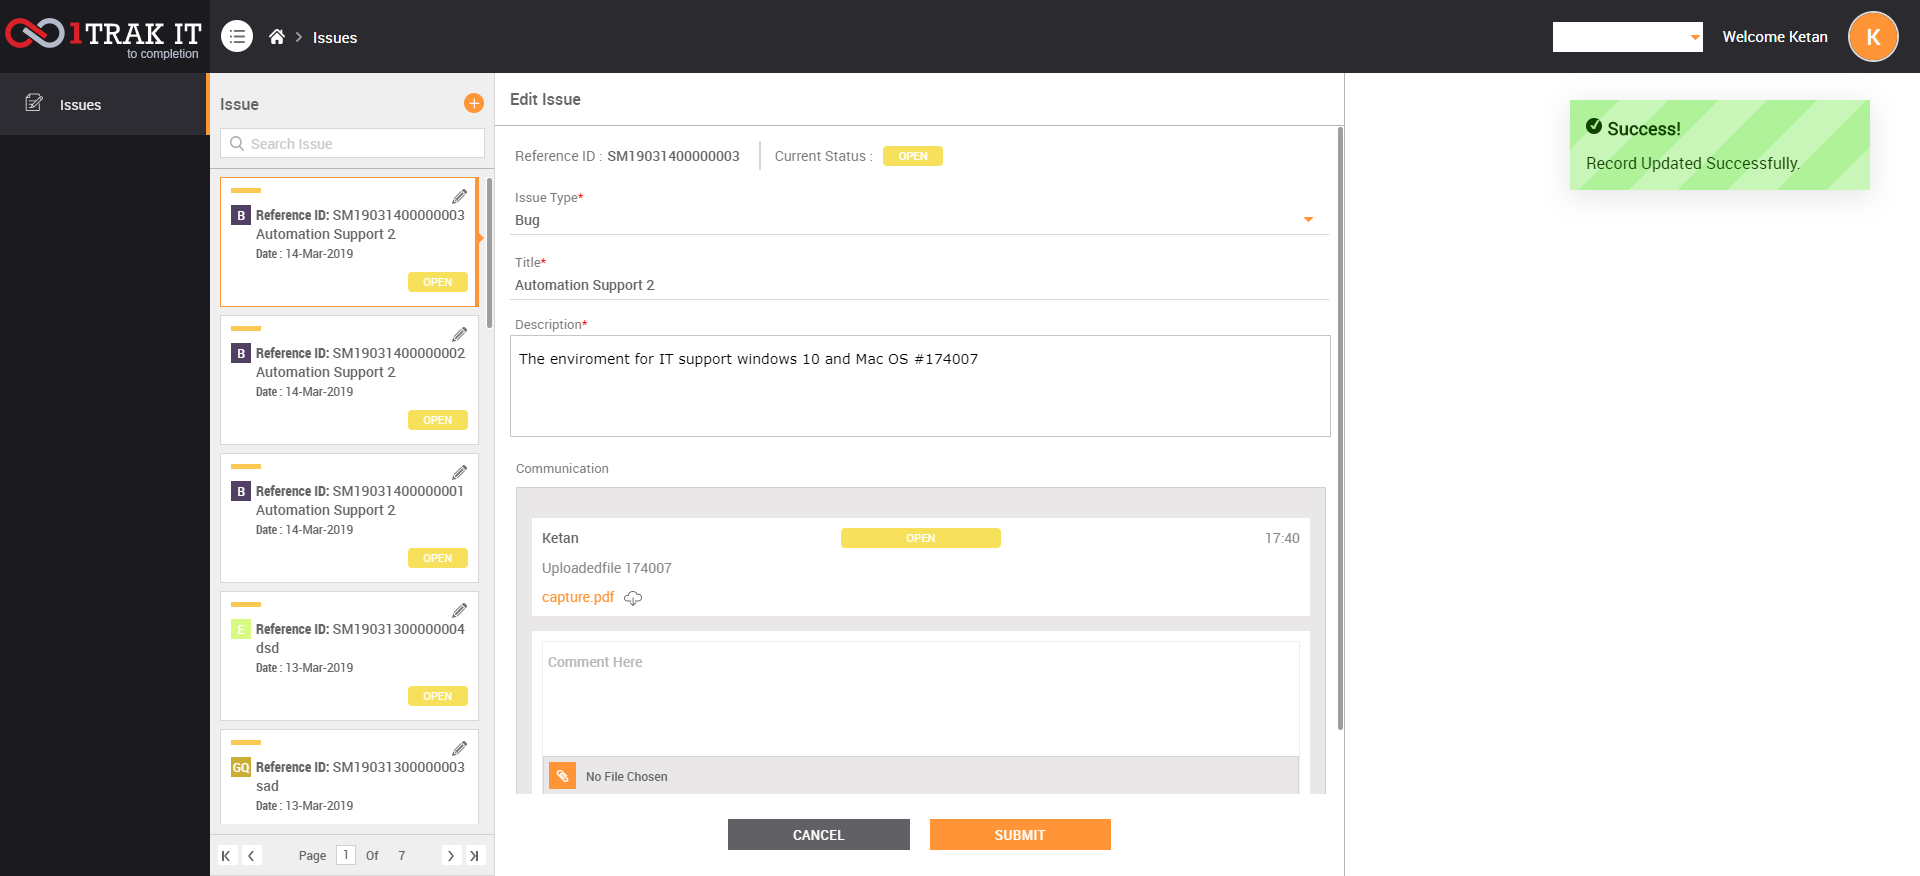 1TRAK IT
to completion
Issues
Welcome Ketan
K
Issues
Issue
Search Issue
B Reference ID: SM19031400000003
Automation Support 2
Date : 14-Mar-2019
OPEN
B Reference ID: SM19031400000002
Automation Support 2
Date : 14-Mar-2019
OPEN
B Reference ID: SM19031400000001
Automation Support 2
Date : 14-Mar-2019
OPEN
E Reference ID: SM19031300000004
dsd
Date : 13-Mar-2019
OPEN
GQ Reference ID: SM19031300000003
sad
Date : 13-Mar-2019
Page 1 Of 7
Edit Issue
Reference ID : SM19031400000003 Current Status : OPEN
Issue Type*
Bug
Title*
Automation Support 2
Description*
The enviroment for IT support windows 10 and Mac OS #174007
Communication
Ketan OPEN 17:40
Uploadedfile 174007
capture.pdf
Comment Here
No File Chosen
CANCEL SUBMIT
Success!
Record Updated Successfully.